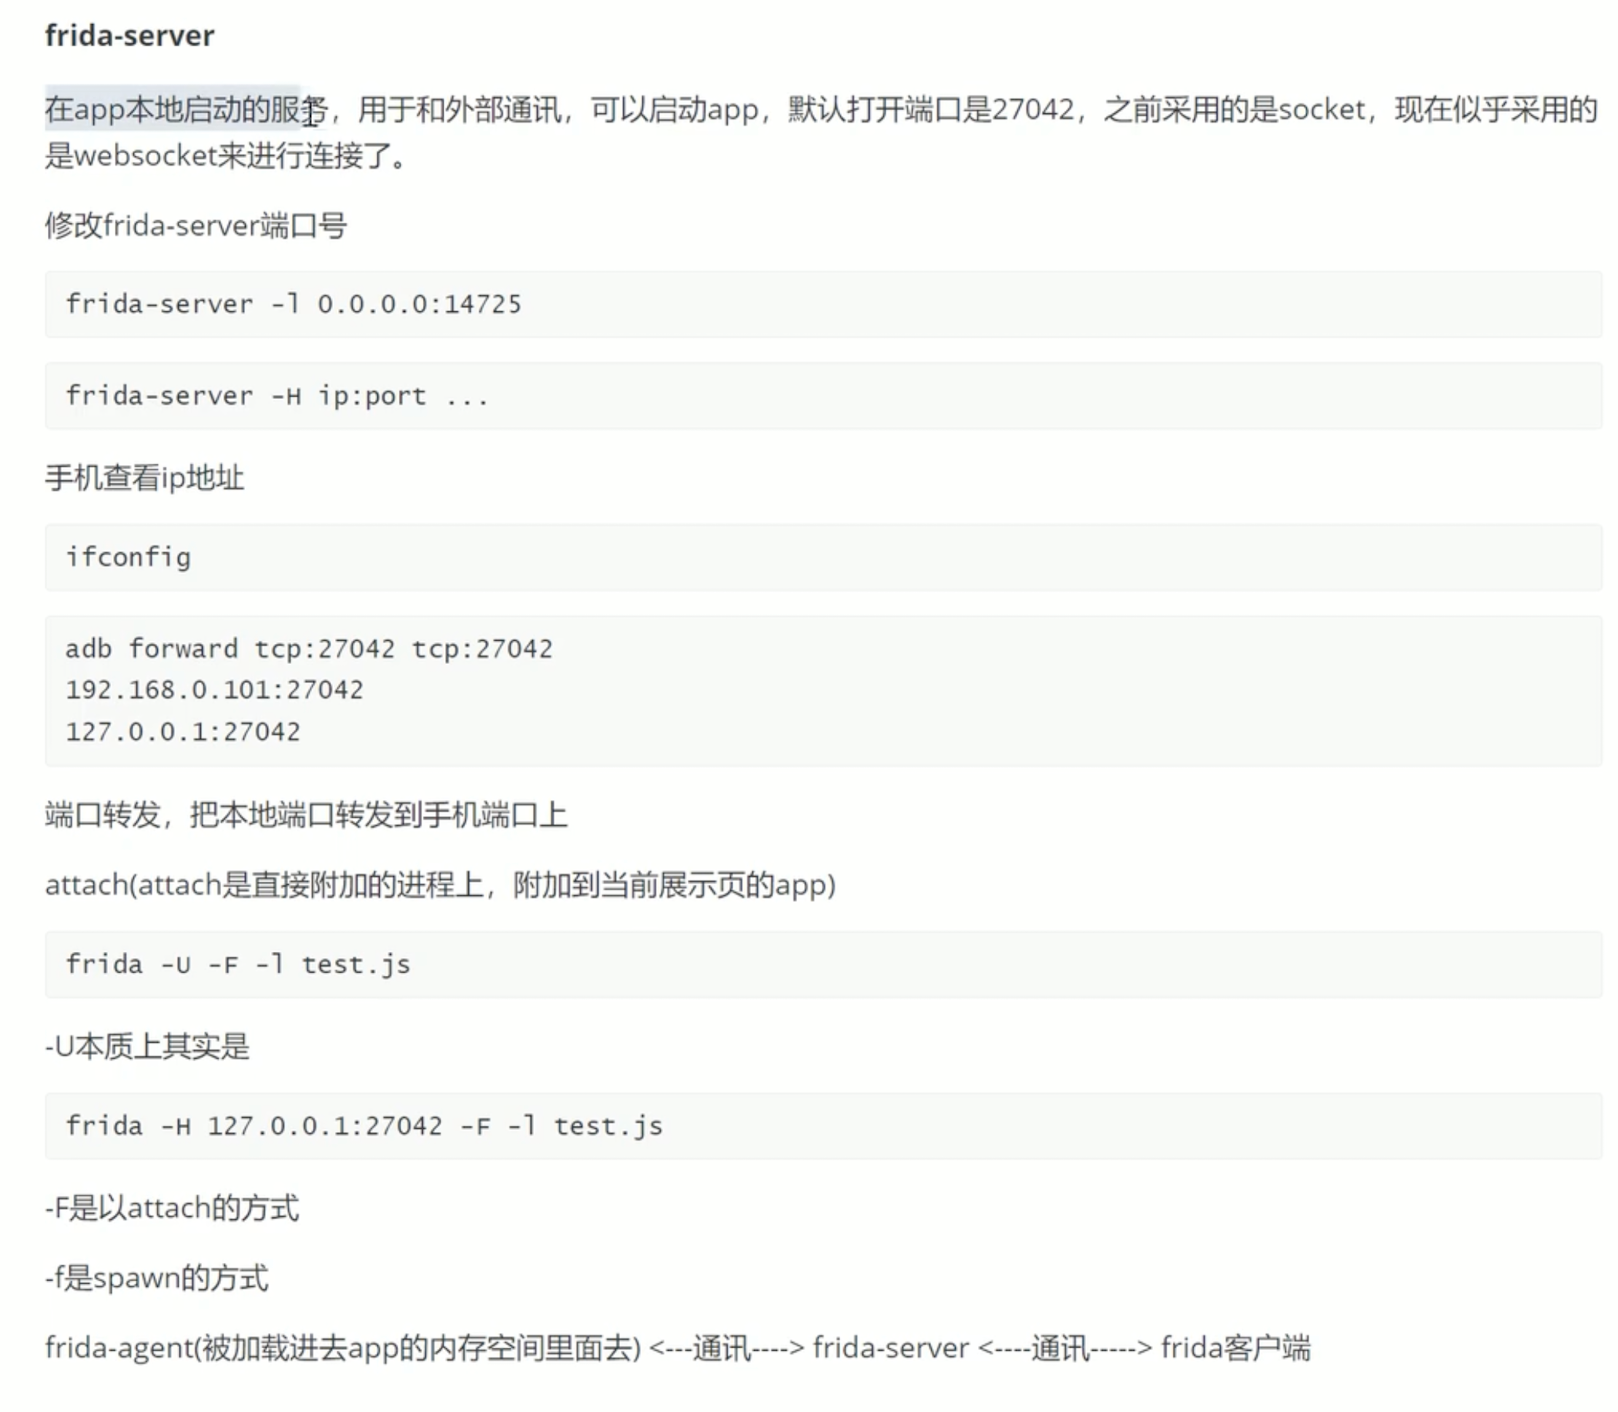 frida-server
在app本地启动的服务，用于和外部通讯，可以启动app，默认打开端口是27042，之前采用的是socket，现在似乎采用的
是websocket来进行连接了。
修改frida-server端口号
frida-server -l 0.0.0.0:14725
frida-server -H ip:port ...
手机查看ip地址
ifconfig
adb forward tcp:27042 tcp:27042
192.168.0.101:27042
127.0.0.1:27042
端口转发，把本地端口转发到手机端口上
attach(attach是直接附加的进程上，附加到当前展示页的app)
frida -U -F -l test.js
-U本质上其实是
frida -H 127.0.0.1:27042 -F -l test.js
-F是以attach的方式
-f是spawn的方式
frida-agent(被加载进去app的内存空间里面去) <---通讯----> frida-server <----通讯-----> frida客户端